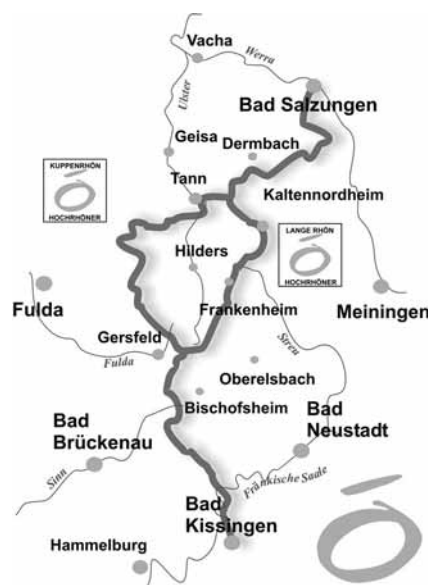 Vacha
Werra
Ulster
Bad Salzungen
Geisa
Dermbach
KUPPENRHÖN
HOCHRHÖNER
Tann
Kaltennordheim
LANGE RHÖN
HOCHRHÖNER
Hilders
Fulda
Frankenheim
Meiningen
Gersfeld
Fulda
Streu
Oberelsbach
Bischofsheim
Bad
Brückenau
Bad
Neustadt
Sinn
Fränkische Saale
Bad
Kissingen
Hammelburg